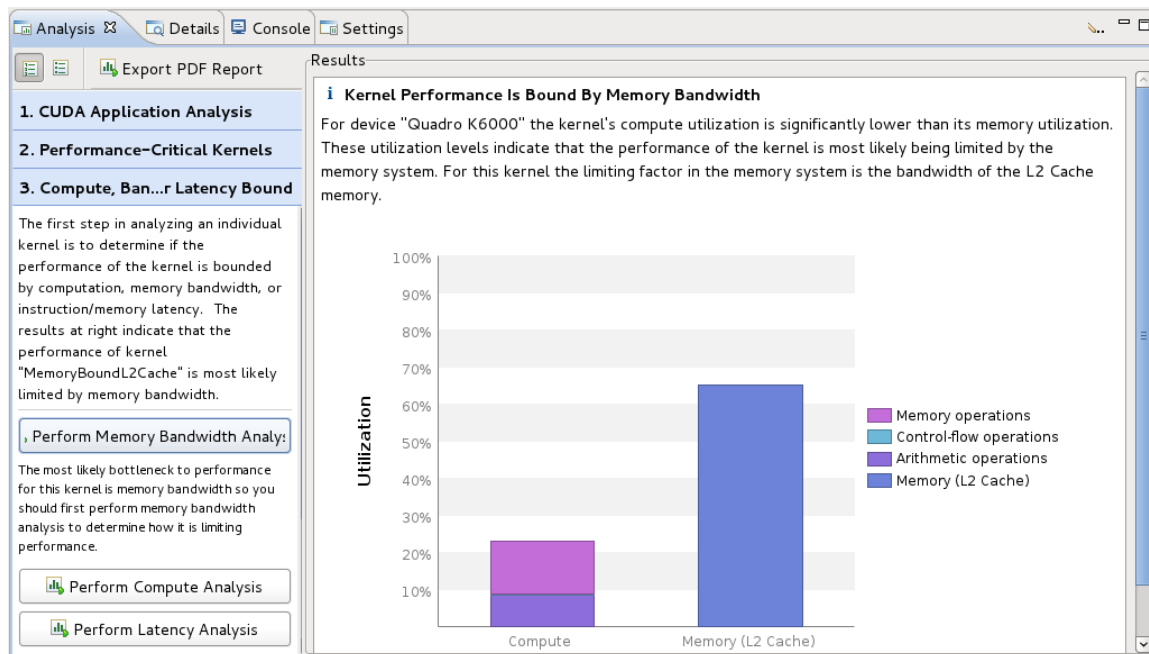 Analysis
Details
Console
Settings
Export PDF Report
1. CUDA Application Analysis
2. Performance-Critical Kernels
3. Compute, Ban...r Latency Bound
The first step in analyzing an individual
kernel is to determine if the
performance of the kernel is bounded
by computation, memory bandwidth, or
instruction/memory latency. The
results at right indicate that the
performance of kernel
"MemoryBoundL2Cache" is most likely
limited by memory bandwidth.
Perform Memory Bandwidth Analys
The most likely bottleneck to performance
for this kernel is memory bandwidth so you
should first perform memory bandwidth
analysis to determine how it is limiting
performance.
Perform Compute Analysis
Perform Latency Analysis
Results
i Kernel Performance Is Bound By Memory Bandwidth
For device "Quadro K6000" the kernel's compute utilization is significantly lower than its memory utilization.
These utilization levels indicate that the performance of the kernel is most likely being limited by the
memory system. For this kernel the limiting factor in the memory system is the bandwidth of the L2 Cache
memory.
100%
90%
80%
70%
60%
50%
40%
30%
20%
10%
Utilization
Compute
Memory (L2 Cache)
Memory operations
Control-flow operations
Arithmetic operations
Memory (L2 Cache)